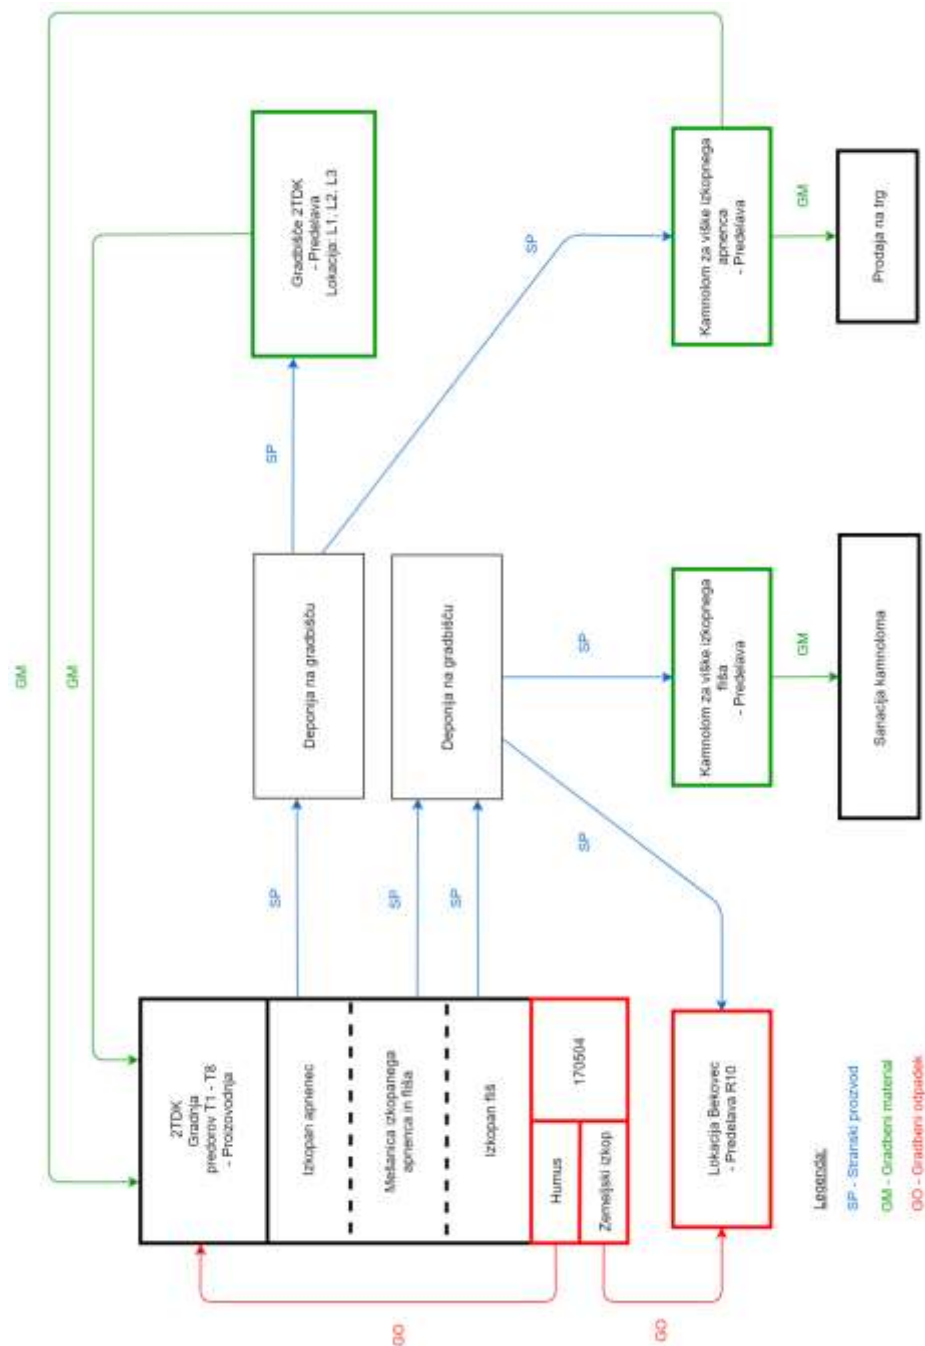 GM
GM
2TDK
Gradnja
predorov T1 - T8
- Proizovodnja
Izkopan apnenec
Mešanica izkopanega
apnenca in fliša
Izkopan fliš
Humus
Zemeljski izkop
170504
GO
GO
SP
SP
SP
Deponija na gradbišču
Deponija na gradbišču
SP
SP
SP
SP
Gradbišče 2TDK
- Predelava
Lokacija: L1, L2, L3
Kamnolom za viške izkopnega
apnenca
- Predelava
GM
Prodaja na trg
Kamnolom za viške izkopnega
fliša
- Predelava
GM
Sanacija kamnoloma
Lokacija Bekovec
- Predelava R10
Legenda:
SP - Stranski proizvod
GM - Gradbeni material
GO - Gradbeni odpadek